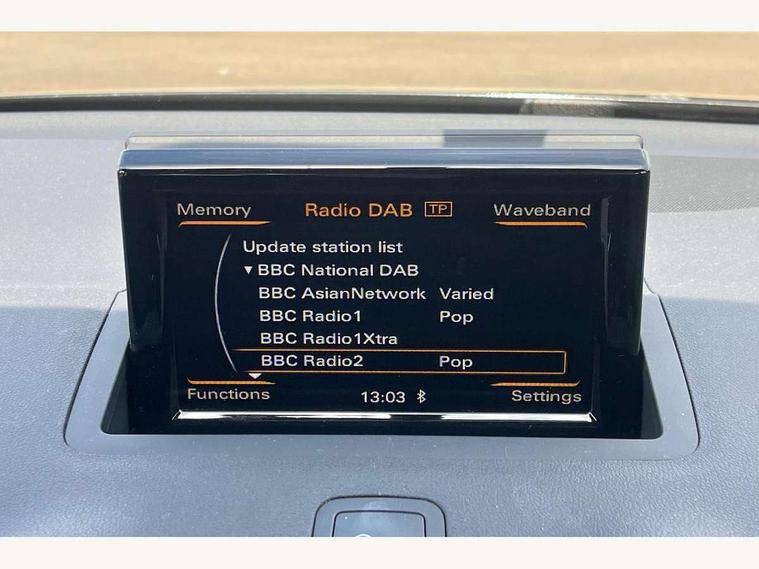 Memory Radio DAB TP Waveband
Update station list
▼ BBC National DAB
BBC AsianNetwork Varied
BBC Radio1 Pop
BBC Radio1Xtra
BBC Radio2 Pop
Functions 13:03 Settings